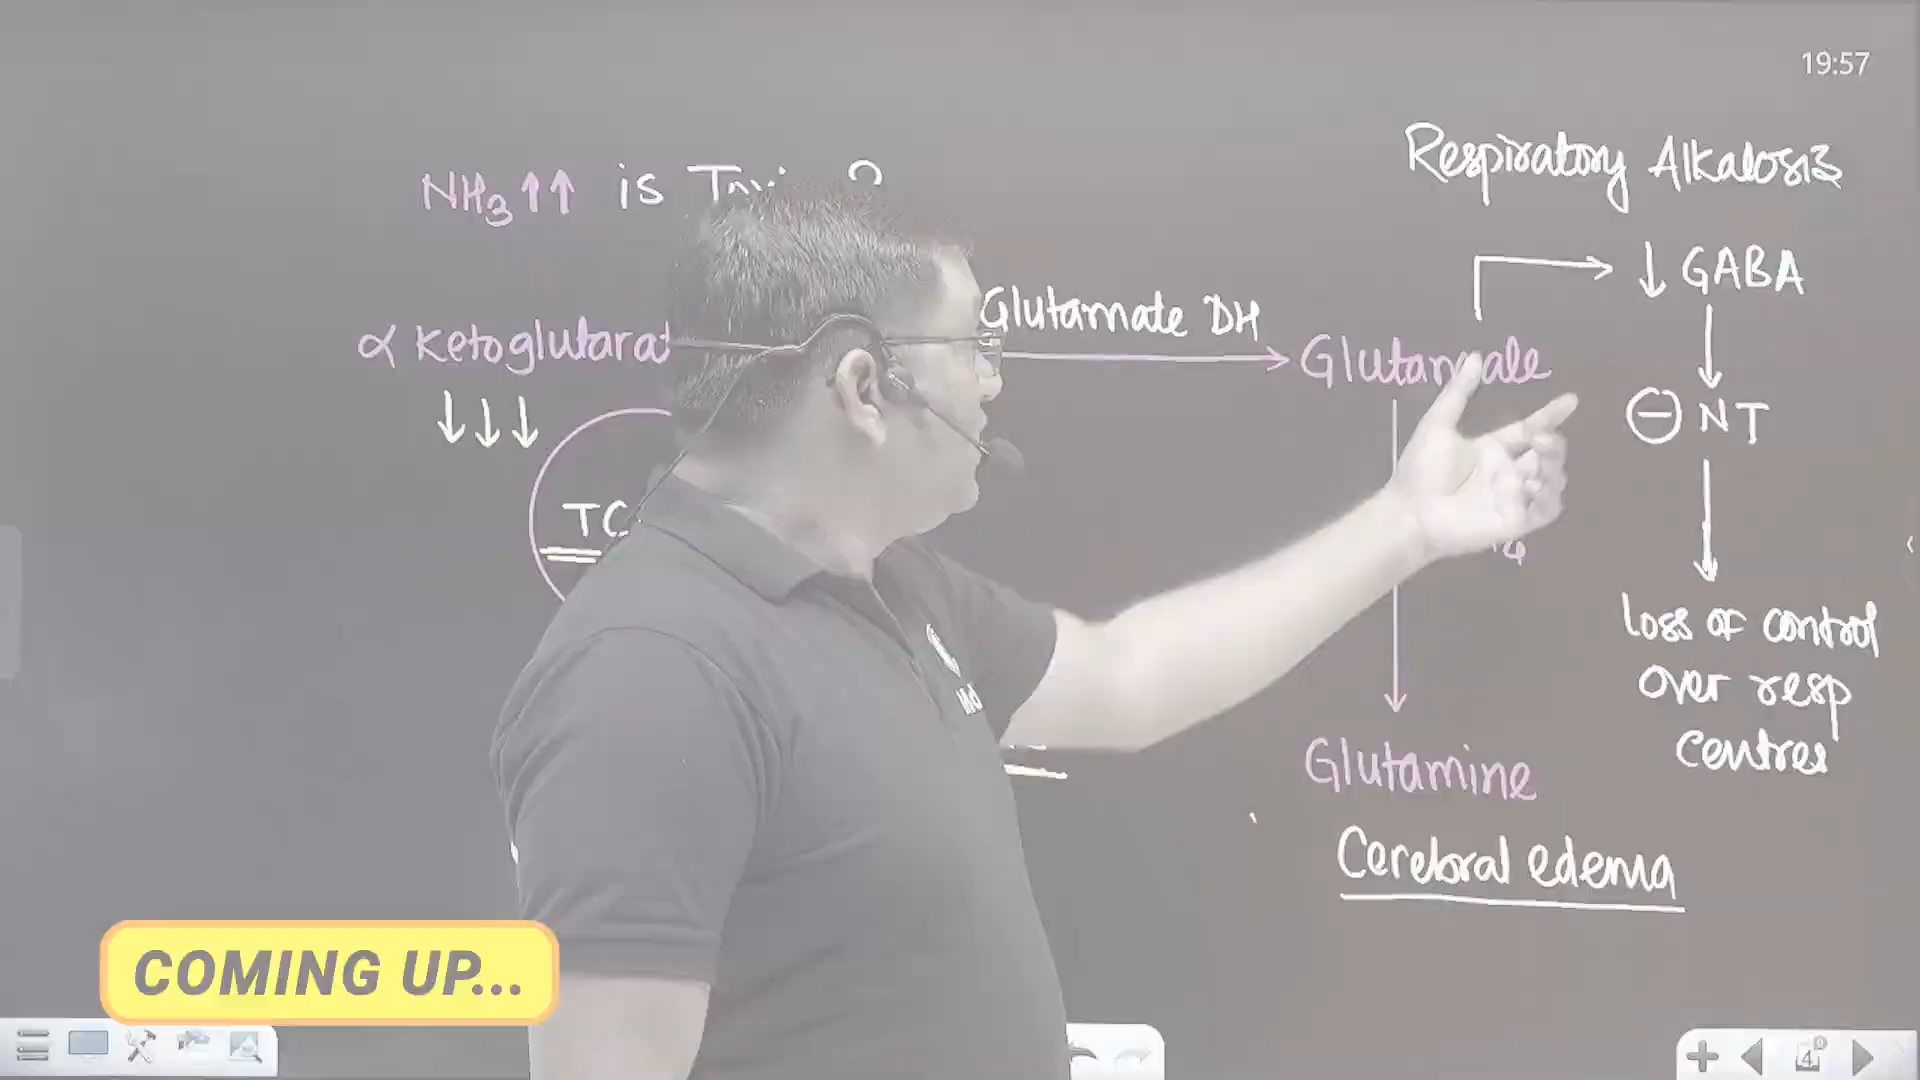 19:57
Respiratory Alkalosis
NH3 ↑↑ is
↓ GABA
Glutamate DH
α Ketoglutarat
Glutamate
↓↓↓
⊖ NT
TC
Loss of control
over resp
centres
Glutamine
Cerebral edema
COMING UP...
4